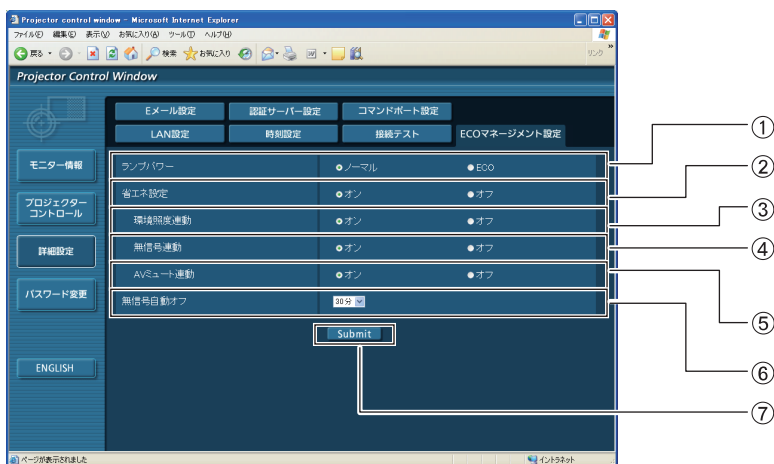 Projector control window - Microsoft Internet Explorer
ファイル(F) 編集(E) 表示(V) お気に入り(A) ツール(T) ヘルプ(H)
戻る 検索 お気に入り リンク »
Projector Control Window
Eメール設定 認証サーバー設定 コマンドポート設定
LAN設定 時刻設定 接続テスト ECOマネージメント設定
①
モニター情報 ランプパワー ノーマル ECO
②
省エネ設定 オン オフ
プロジェクター
コントロール
環境照度連動 オン オフ
③
詳細設定 無信号連動 オン オフ
④
AVミュート連動 オン オフ
パスワード変更
無信号自動オフ 30分
⑤
Submit
ENGLISH
⑥
⑦
ページが表示されました イントラネット